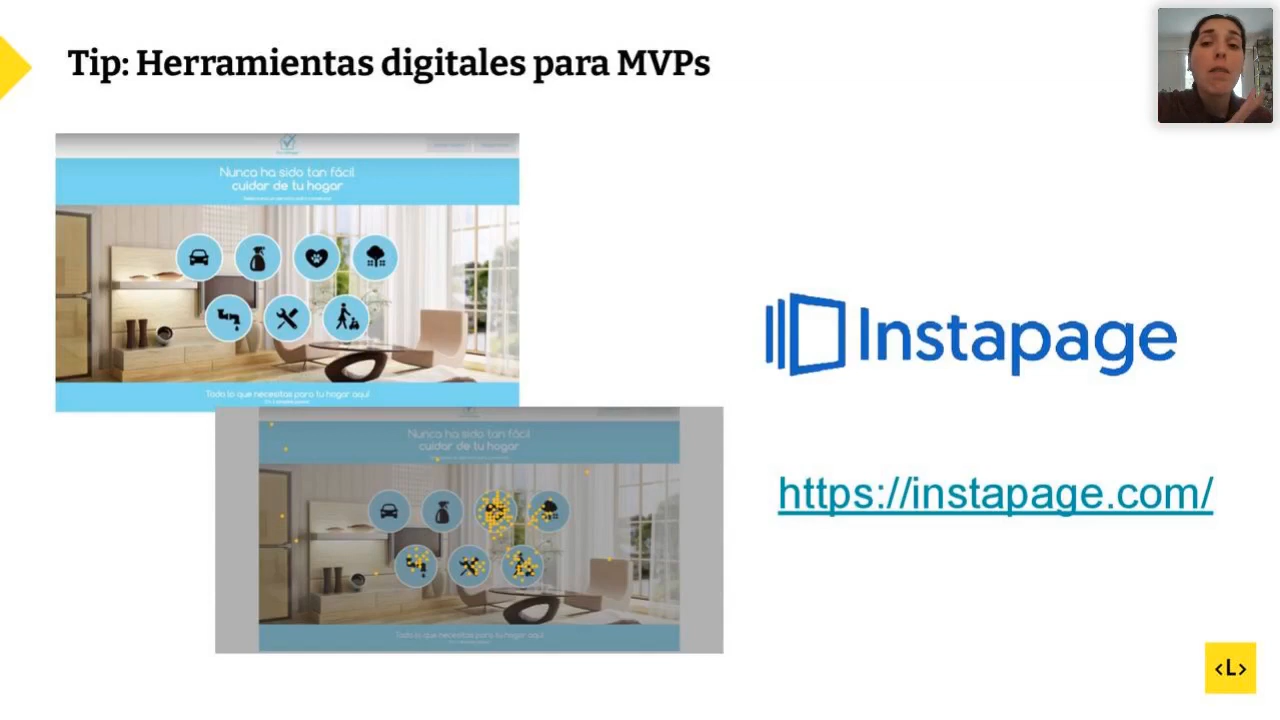 Tip: Herramientas digitales para MVPs
Nunca ha sido tan fácil
cuidar de tu hogar
Todo lo que necesitas para tu hogar aquí
Nunca ha sido tan fácil
cuidar de tu hogar
Todo lo que necesitas para tu hogar aquí
Instapage
https://instapage.com/
<L>